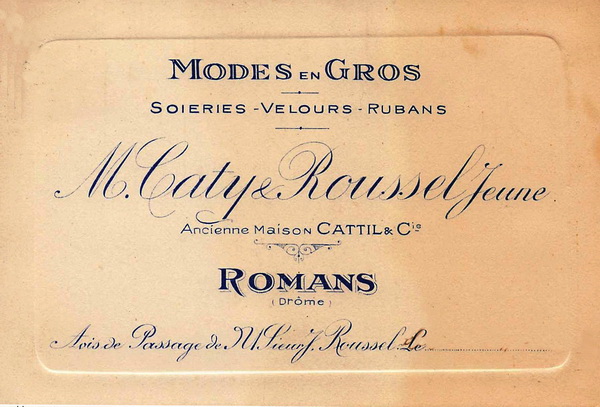 MODES EN GROS
SOIERIES - VELOURS - RUBANS
M. Caty & Roussel Jeune.
Ancienne Maison CATTIL & Cie
ROMANS
(Drôme)
Avis de Passage de Sieur J. Roussel Le